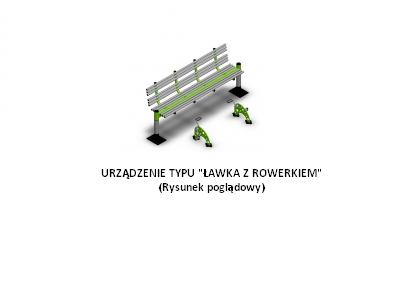 URZĄDZENIE TYPU "ŁAWKA Z ROWERKIEM"
(Rysunek poglądowy)